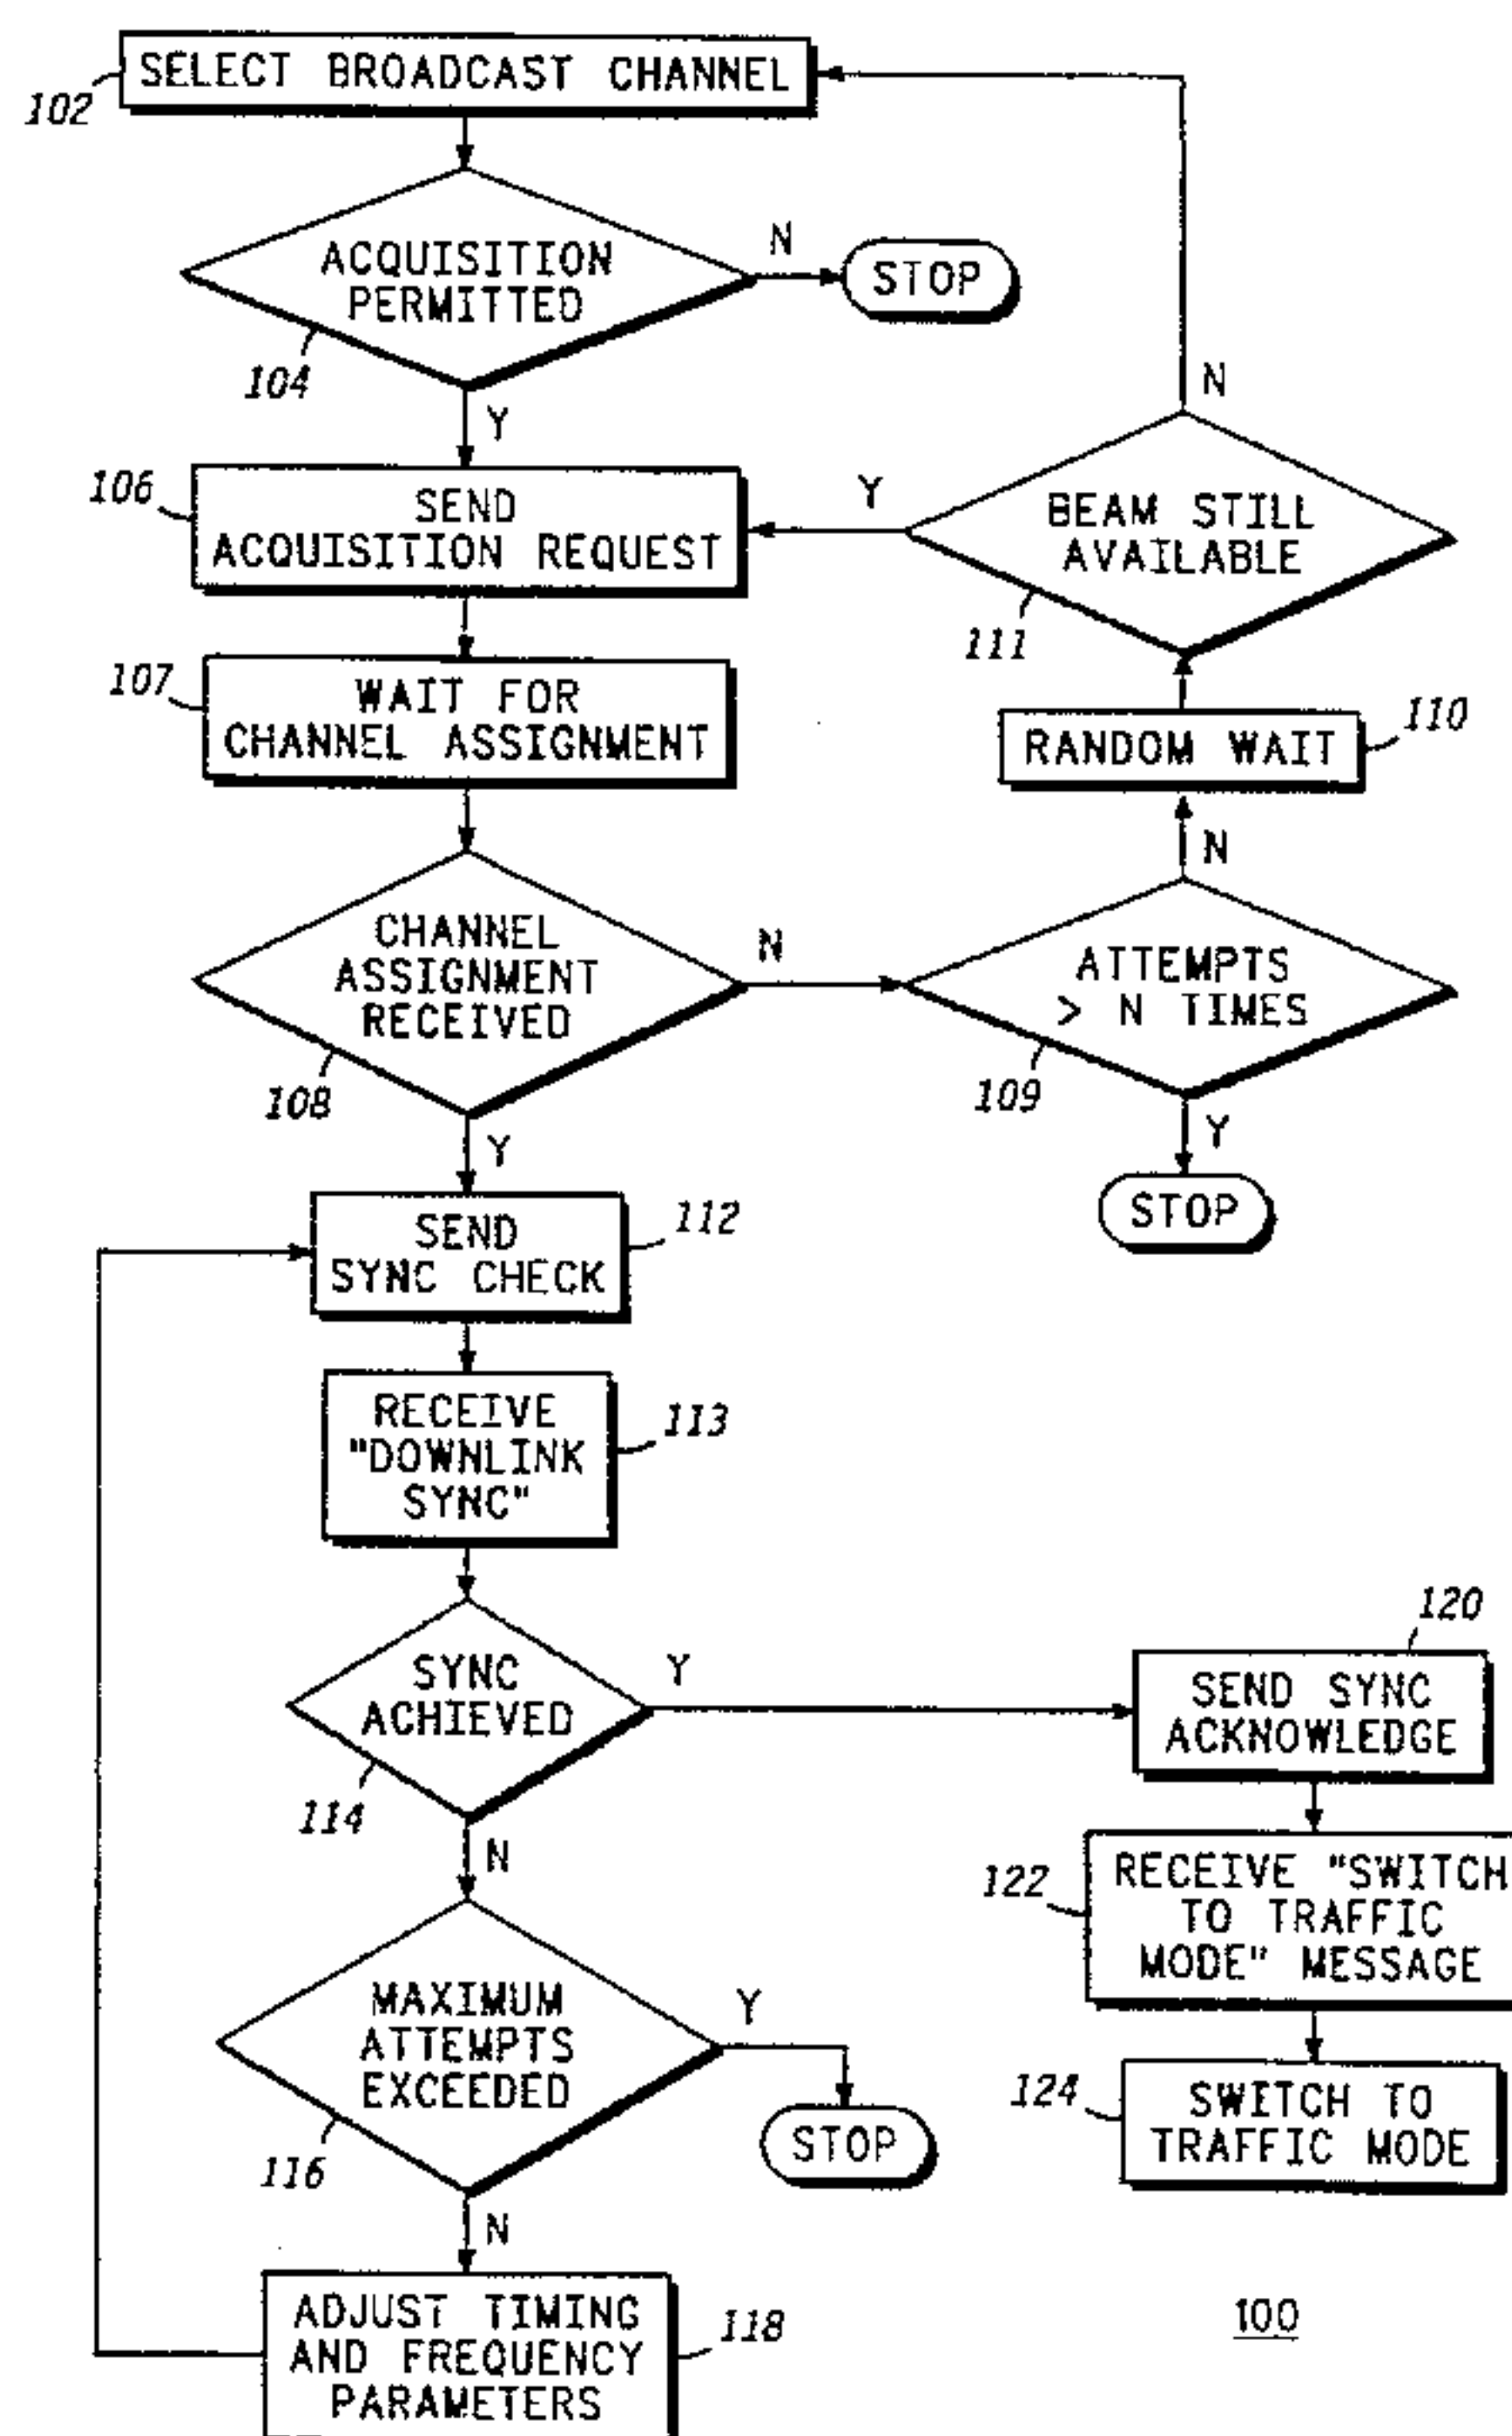 SELECT BROADCAST CHANNEL
102
ACQUISITION
PERMITTED
104
N
STOP
Y
106
SEND
ACQUISITION REQUEST
Y
BEAM STILL
AVAILABLE
111
N
107
WAIT FOR
CHANNEL ASSIGNMENT
RANDOM WAIT
110
N
CHANNEL
ASSIGNMENT
RECEIVED
108
N
ATTEMPTS
> N TIMES
109
Y
STOP
Y
SEND
SYNC CHECK
112
RECEIVE
"DOWNLINK
SYNC"
113
SYNC
ACHIEVED
114
Y
120
SEND SYNC
ACKNOWLEDGE
N
122
RECEIVE "SWITCH
TO TRAFFIC
MODE" MESSAGE
MAXIMUM
ATTEMPTS
EXCEEDED
116
Y
STOP
124
SWITCH TO
TRAFFIC MODE
N
ADJUST TIMING
AND FREQUENCY
PARAMETERS
118
100